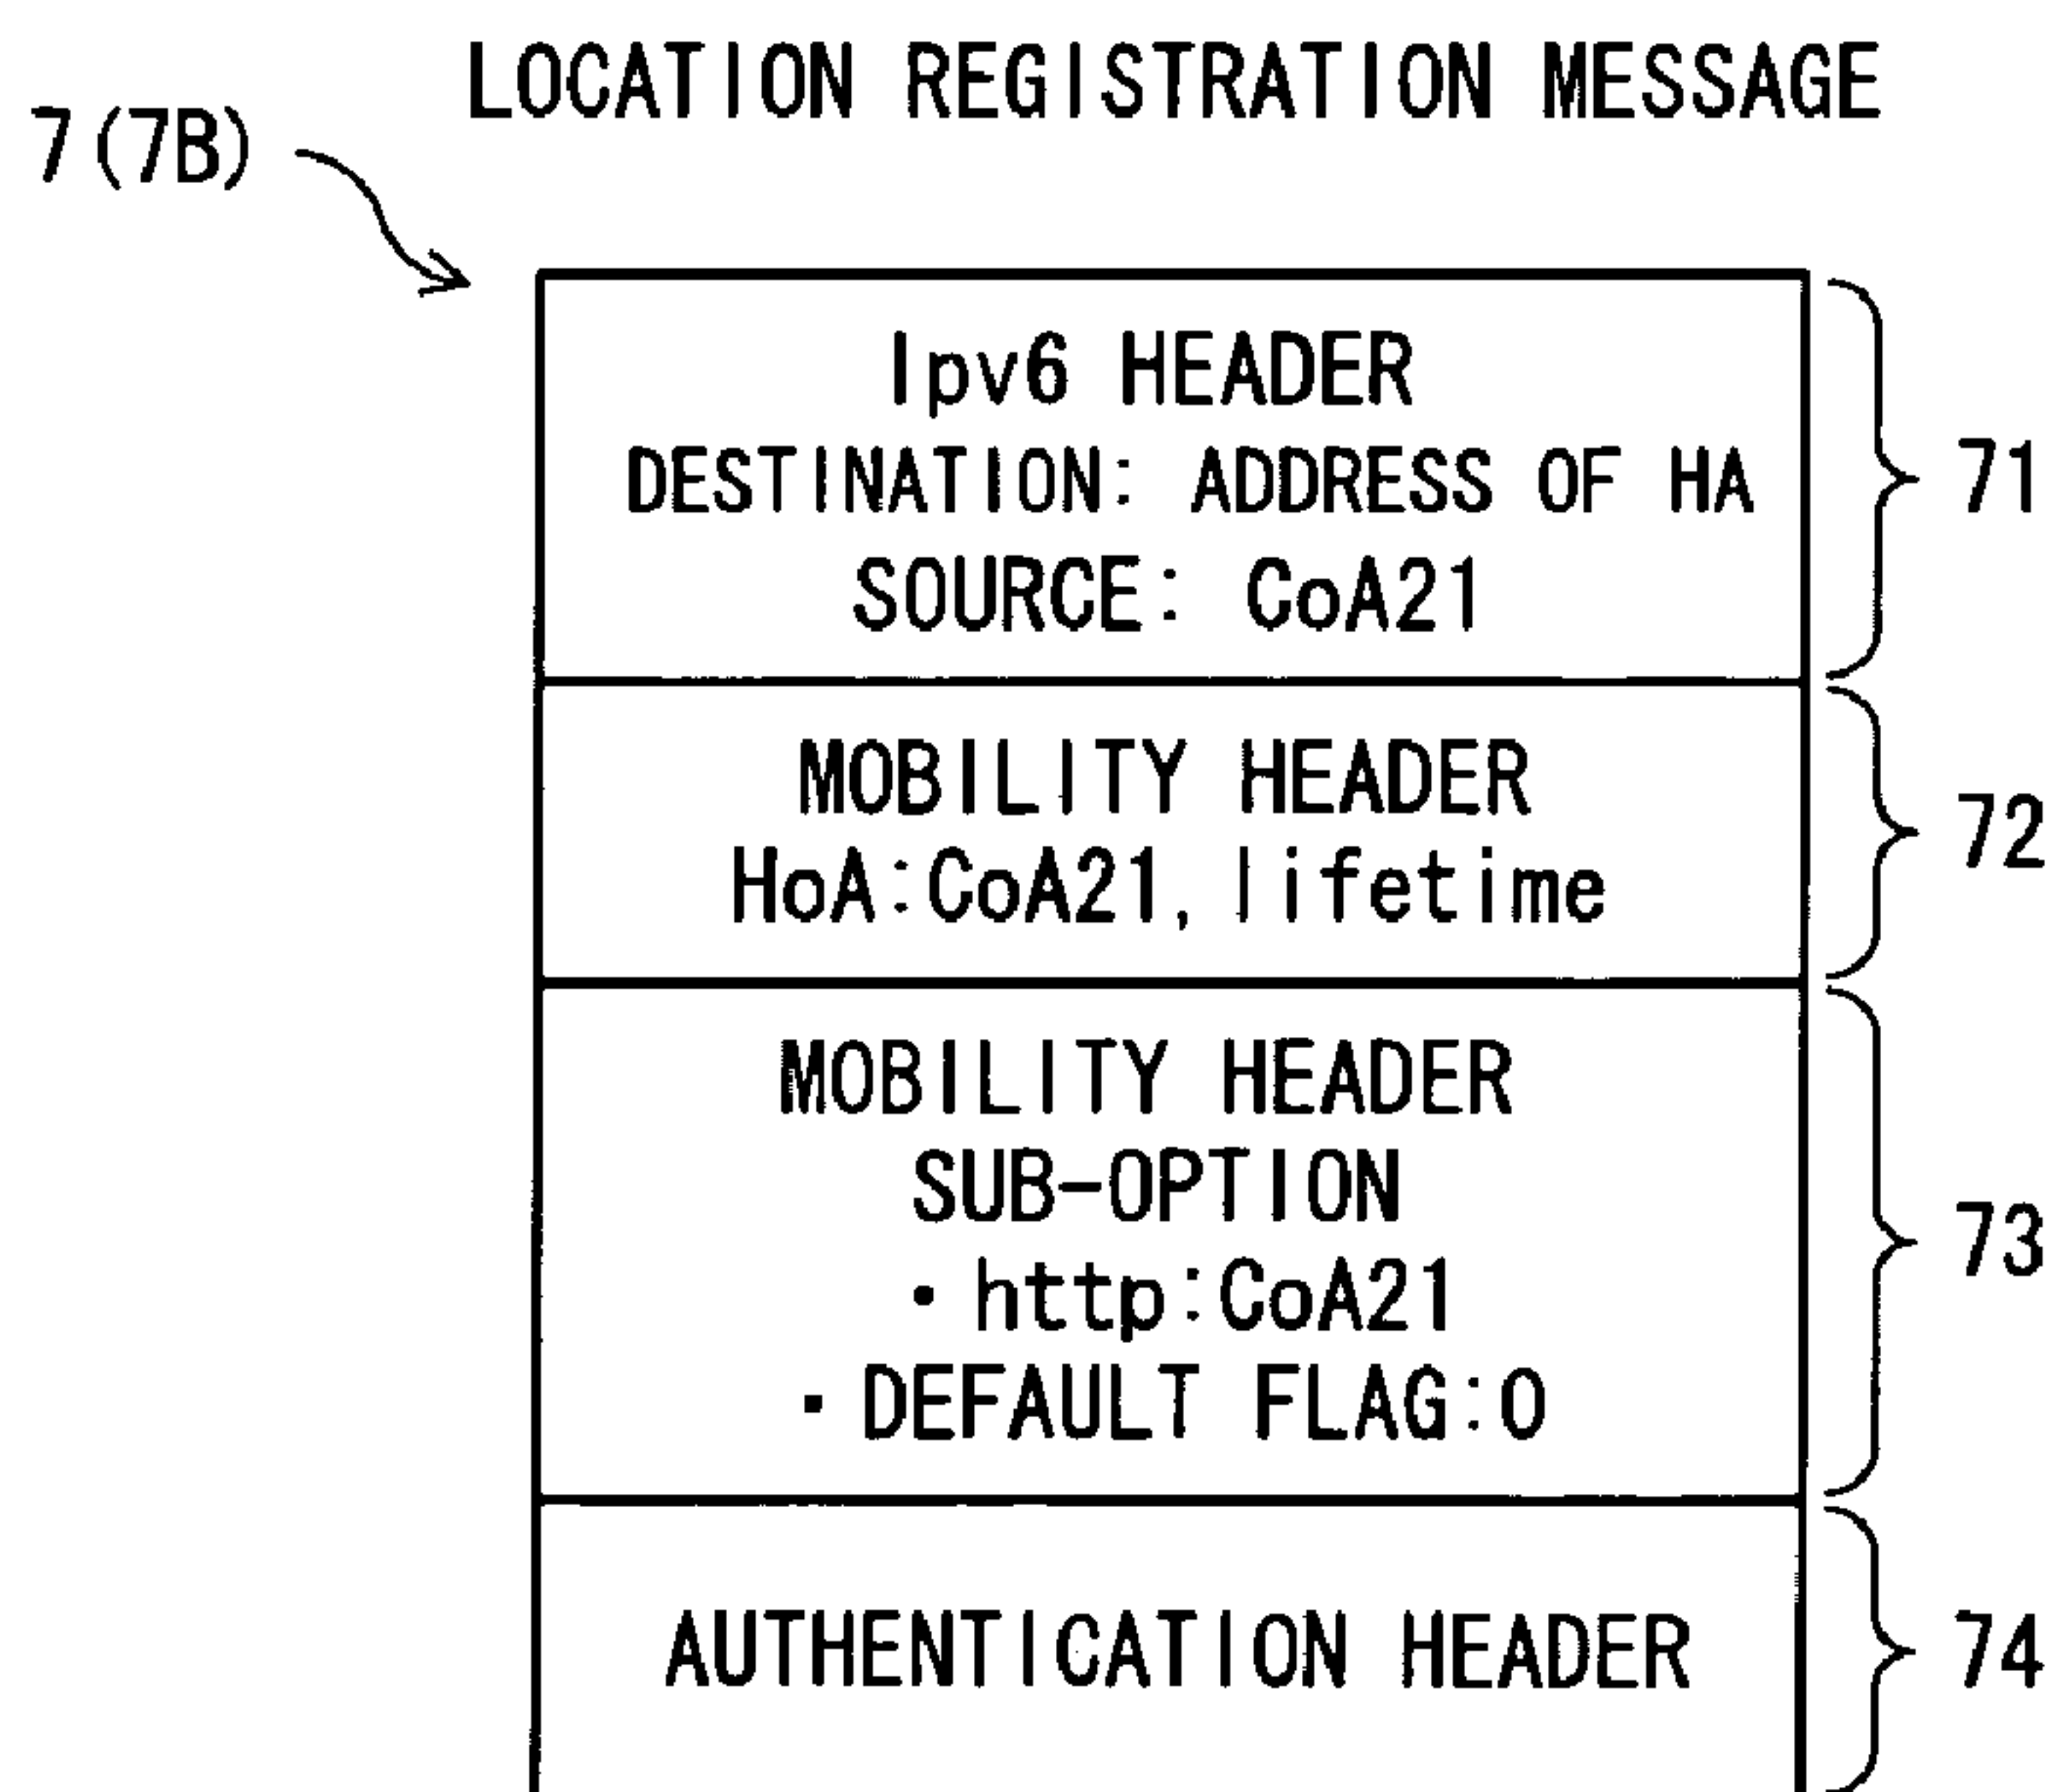 LOCATION REGISTRATION MESSAGE
7(7B)
Ipv6 HEADER
DESTINATION: ADDRESS OF HA
SOURCE: CoA21
71
MOBILITY HEADER
HoA:CoA21, lifetime
72
MOBILITY HEADER
SUB-OPTION
・http:CoA21
・DEFAULT FLAG:0
73
AUTHENTICATION HEADER
74